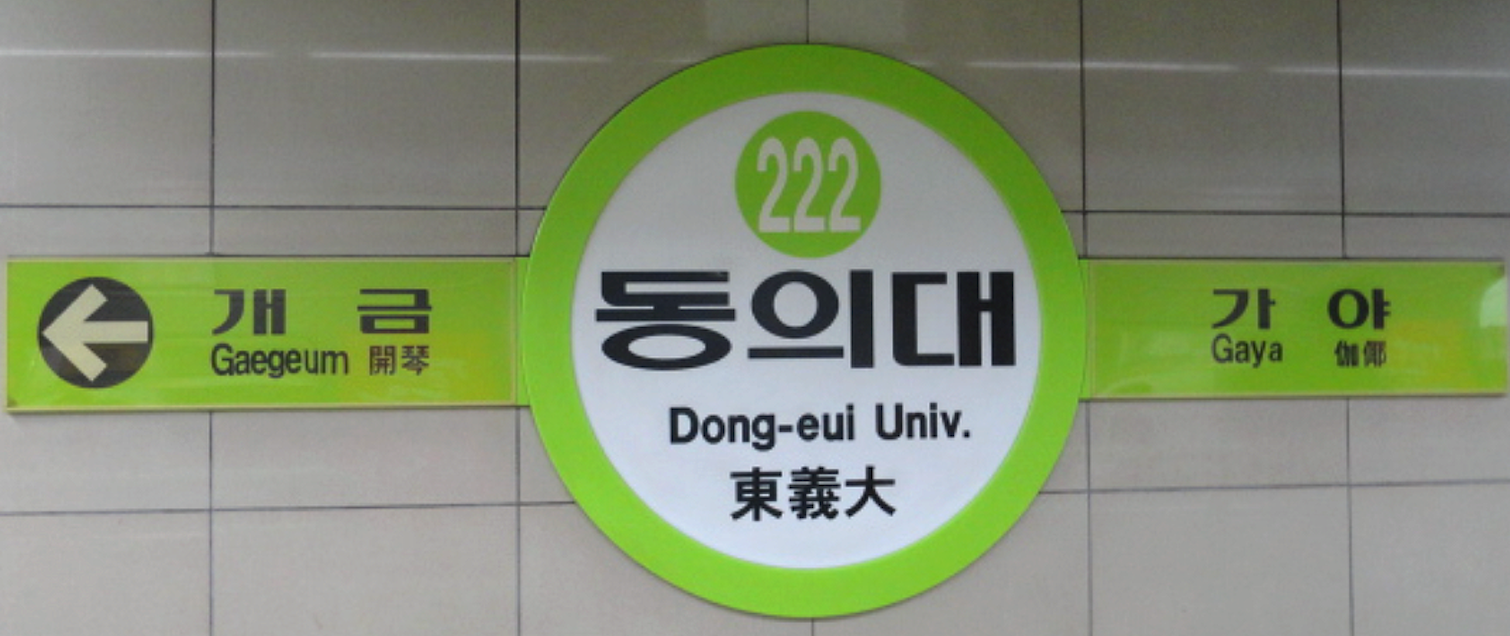 222
개 금
Gaegeum 開琴
동의대
Dong-eui Univ.
東義大
가 야
Gaya 伽倻